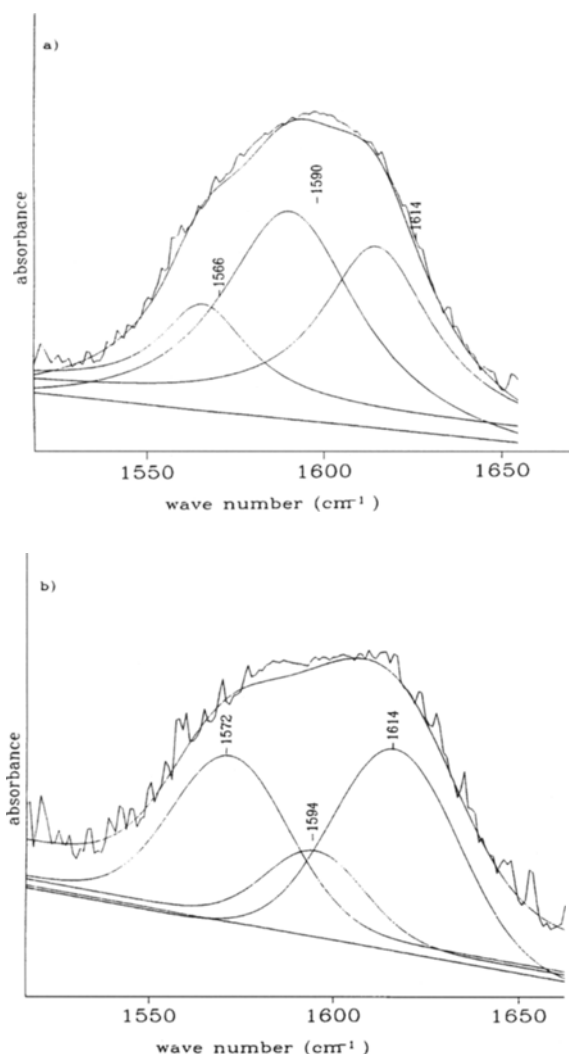 a)
absorbance
-1566
-1590
-1614
1550
1600
1650
wave number (cm-1)
b)
absorbance
-1572
-1594
-1614
1550
1600
1650
wave number (cm-1)